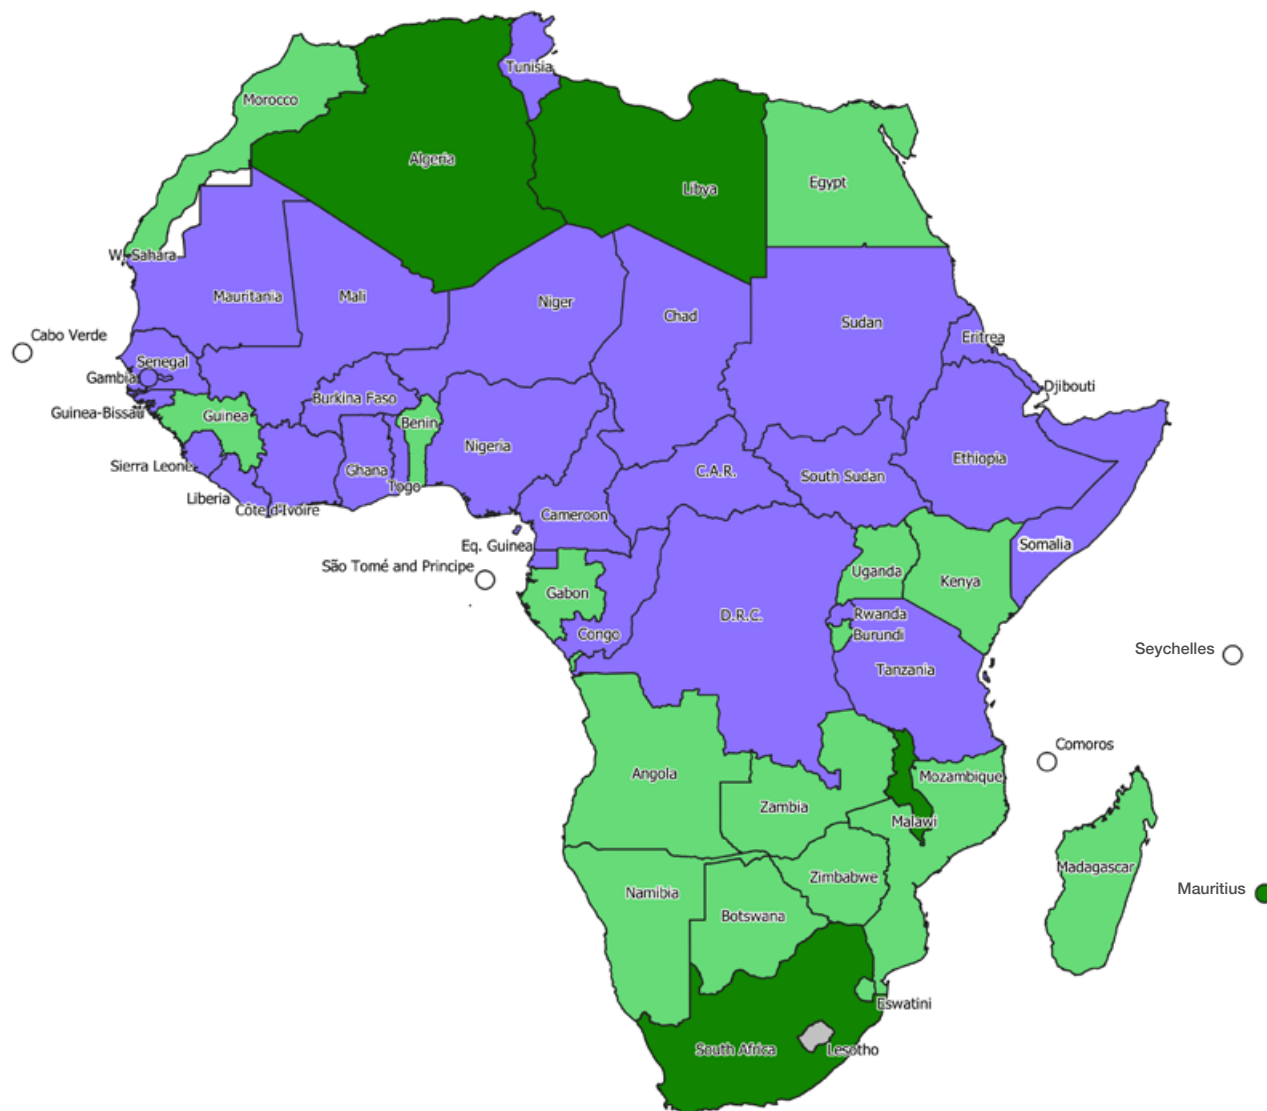 Tunisia
Morocco
Algeria
Libya
Egypt
W. Sahara
Mauritania
Mali
Niger
Chad
Sudan
Cabo Verde
Eritrea
Senegal
Gambia
Djibouti
Burkina Faso
Guinea-Bissau
Guinea
Benin
Nigeria
Ethiopia
Sierra Leone
Ghana
C.A.R.
South Sudan
Togo
Liberia
Côte d'Ivoire
Cameroon
Eq. Guinea
Somalia
São Tomé and Principe
Uganda
Kenya
Gabon
D.R.C.
Rwanda
Congo
Burundi
Seychelles
Tanzania
Comoros
Angola
Mozambique
Zambia
Malawi
Madagascar
Zimbabwe
Mauritius
Namibia
Botswana
Eswatini
South Africa
Lesotho